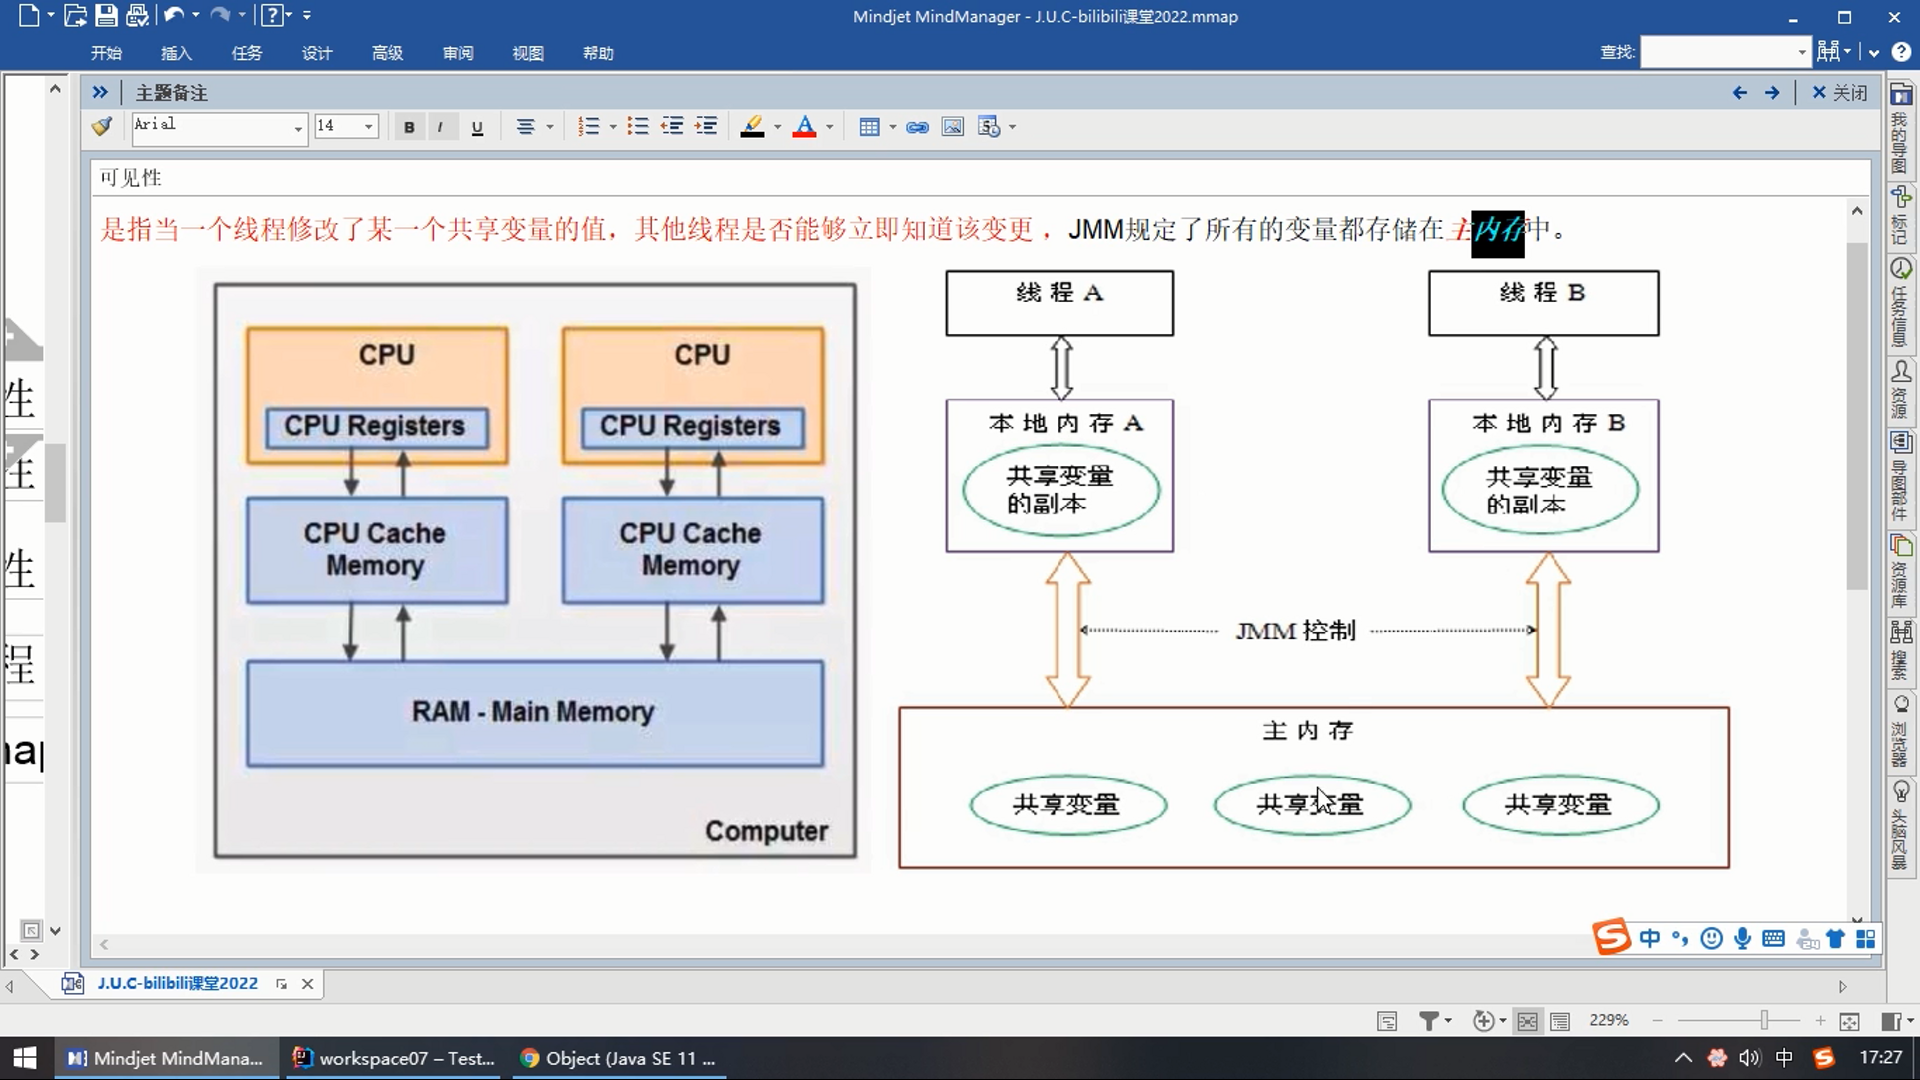 Mindjet MindManager - J.U.C-bilibili课堂2022.mmap
开始 插入 任务 设计 高级 审阅 视图 帮助
查找:
主题备注
关闭
Arial 14 B I U
可见性
是指当一个线程修改了某一个共享变量的值，其他线程是否能够立即知道该变更 ，JMM规定了所有的变量都存储在主内存中。
CPU
CPU Registers
CPU Cache
Memory
CPU
CPU Registers
CPU Cache
Memory
RAM - Main Memory
Computer
线程 A
线程 B
本地内存 A
共享变量
的副本
本地内存 B
共享变量
的副本
JMM 控制
主内存
共享变量
共享变量
共享变量
性
性
性
程
我的导图
标记
任务信息
资源
导图部件
资源库
搜索
浏览器
头脑风暴
中
J.U.C-bilibili课堂2022
229%
Mindjet MindMana...
workspace07 – Test...
Object (Java SE 11 ...
中
17:27